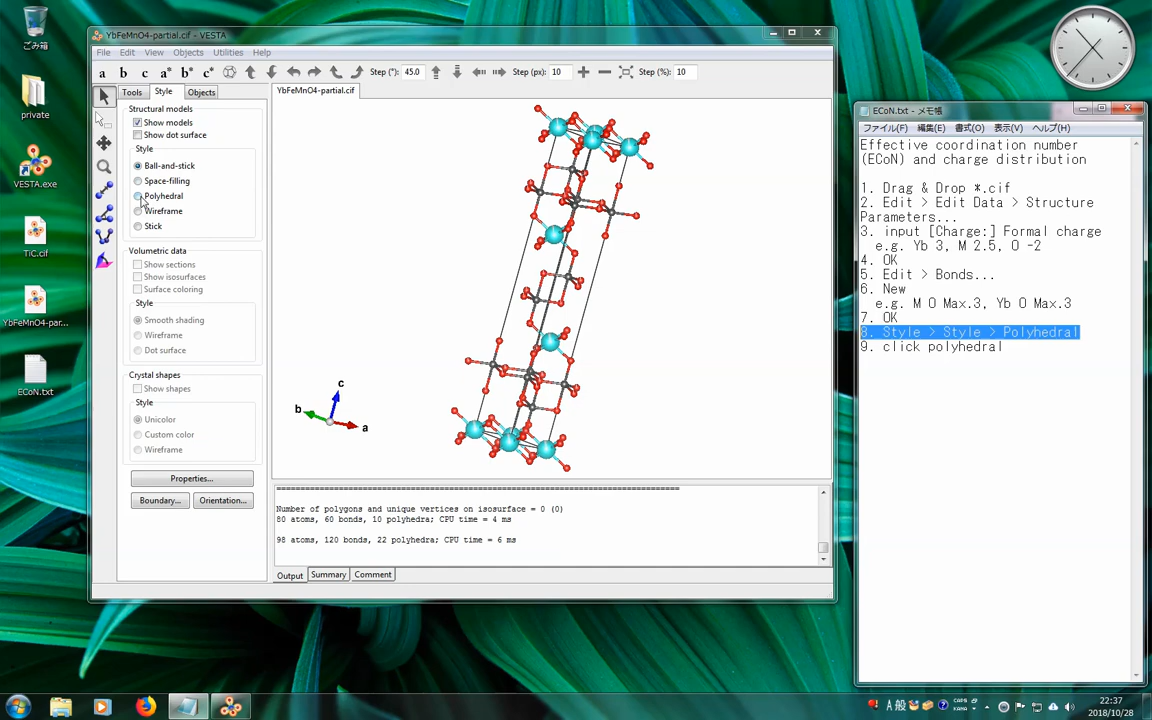 ごみ箱
private
VESTA.exe
TiC.cif
YbFeMnO4-par...
ECoN.txt
YbFeMnO4-partial.cif - VESTA
File Edit View Objects Utilities Help
a b c a* b* c* Step (°): 45.0 Step (px): 10 Step (%): 10
Tools Style Objects
YbFeMnO4-partial.cif
Structural models
Show models
Show dot surface
Style
Ball-and-stick
Space-filling
Polyhedral
Wireframe
Stick
Volumetric data
Show sections
Show isosurfaces
Surface coloring
Style
Smooth shading
Wireframe
Dot surface
Crystal shapes
Show shapes
Style
Unicolor
Custom color
Wireframe
Properties...
Boundary... Orientation...
c
b
a
Number of polygons and unique vertices on isosurface = 0 (0)
80 atoms, 60 bonds, 10 polyhedra; CPU time = 4 ms
98 atoms, 120 bonds, 22 polyhedra; CPU time = 6 ms
Output Summary Comment
ECoN.txt - メモ帳
ファイル(F) 編集(E) 書式(O) 表示(V) ヘルプ(H)
Effective coordination number
(ECoN) and charge distribution
1. Drag & Drop *.cif
2. Edit > Edit Data > Structure
Parameters...
3. input [Charge:] Formal charge
e.g. Yb 3, M 2.5, O -2
4. OK
5. Edit > Bonds...
6. New
e.g. M O Max.3, Yb O Max.3
7. OK
8. Style > Style > Polyhedral
9. click polyhedral
A 般
CAPS
KANA
22:37
2018/10/28